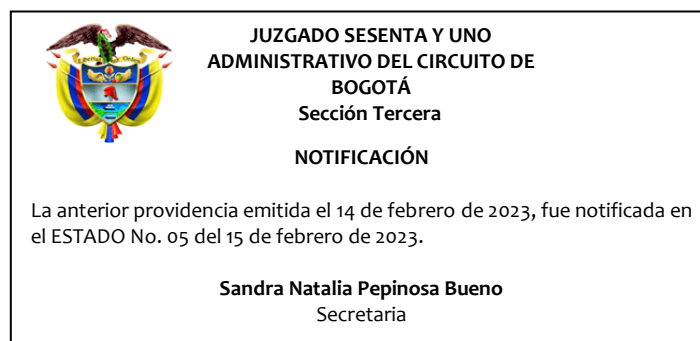 JUZGADO SESENTA Y UNO
ADMINISTRATIVO DEL CIRCUITO DE
BOGOTÁ
Sección Tercera
NOTIFICACIÓN
La anterior providencia emitida el 14 de febrero de 2023, fue notificada en
el ESTADO No. 05 del 15 de febrero de 2023.
Sandra Natalia Pepinosa Bueno
Secretaria